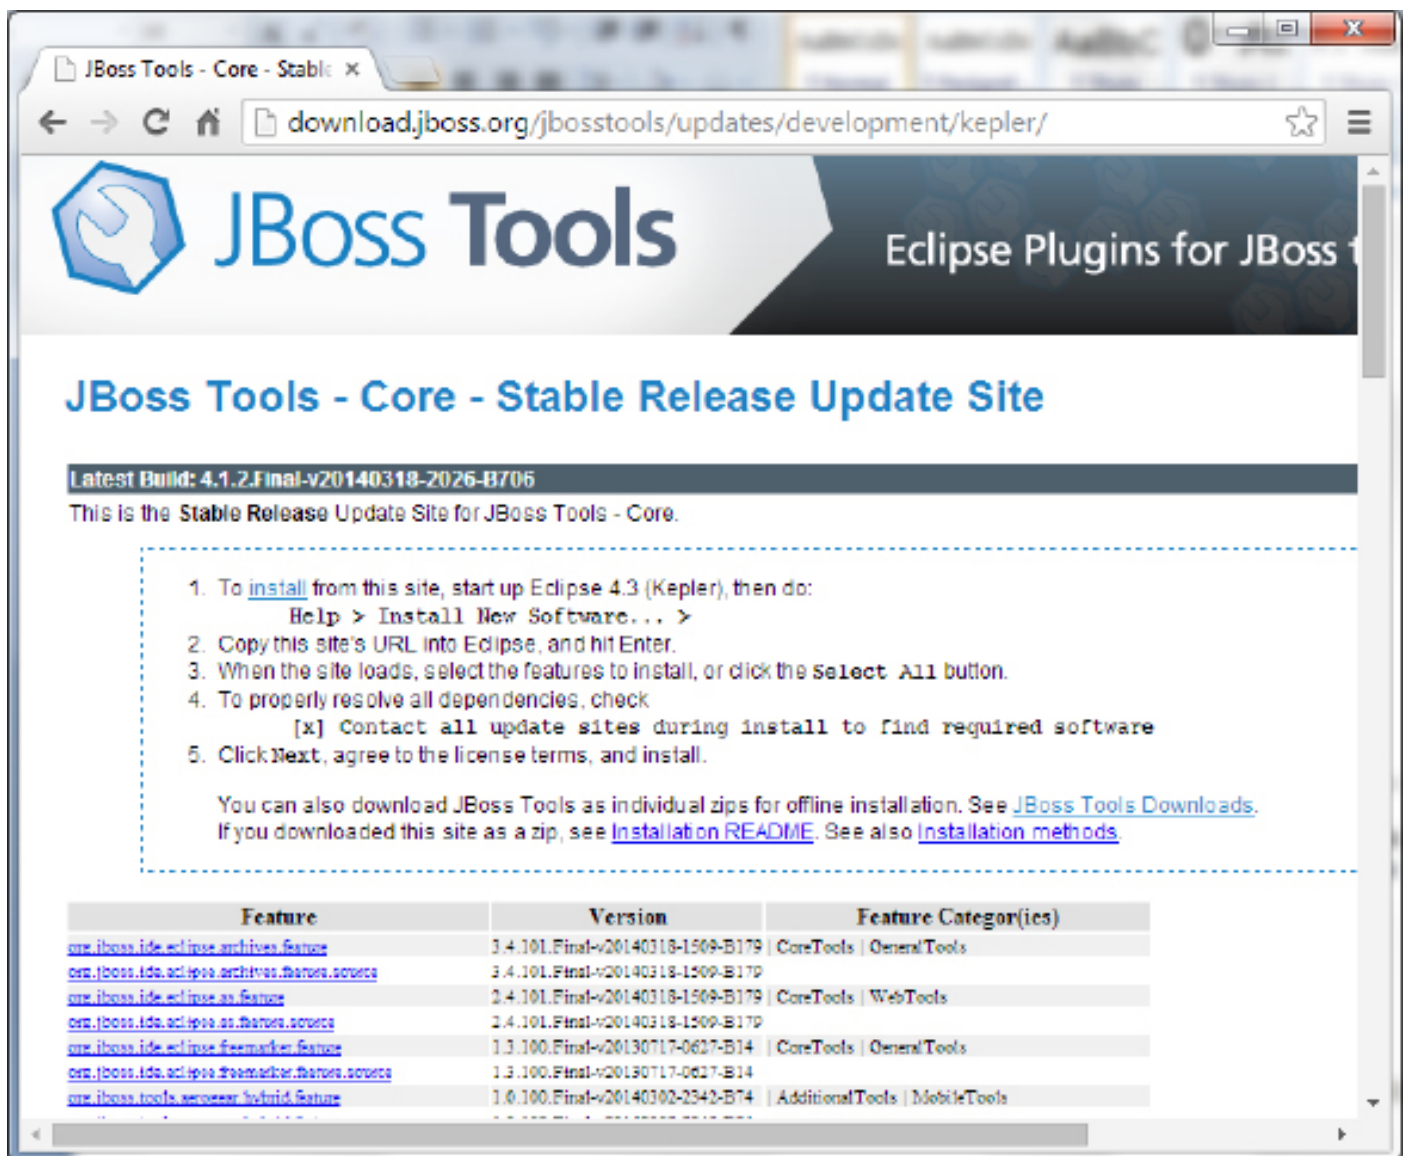 JBoss Tools - Core - Stable
download.jboss.org/jbosstools/updates/development/kepler/
JBoss Tools
Eclipse Plugins for JBoss t
JBoss Tools - Core - Stable Release Update Site
Latest Build: 4.1.2.Final-v20140318-2026-B706
This is the Stable Release Update Site for JBoss Tools - Core.
1. To install from this site, start up Eclipse 4.3 (Kepler), then do:
Help > Install New Software... >
2. Copy this site's URL into Eclipse, and hit Enter.
3. When the site loads, select the features to install, or click the Select All button.
4. To properly resolve all dependencies, check
[x] Contact all update sites during install to find required software
5. Click Next, agree to the license terms, and install.
You can also download JBoss Tools as individual zips for offline installation. See JBoss Tools Downloads.
If you downloaded this site as a zip, see Installation README. See also Installation methods.
Feature Version Feature Categor(ies)
org.jboss.ide.eclipse.archives.feature 3.4.101.Final-v20140318-1509-B179 | CoreTools | GeneralTools
org.jboss.ide.eclipse.archives.feature.source 3.4.101.Final-v20140318-1509-B179
org.jboss.ide.eclipse.as.feature 2.4.101.Final-v20140318-1509-B179 | CoreTools | WebTools
org.jboss.ide.eclipse.as.feature.source 2.4.101.Final-v20140318-1509-B179
org.jboss.ide.eclipse.freemarker.feature 1.3.100.Final-v20130717-0627-B14 | CoreTools | GeneralTools
org.jboss.ide.eclipse.freemarker.feature.source 1.3.100.Final-v20130717-0627-B14
org.jboss.tools.aerogear.hybrid.feature 1.0.100.Final-v20140302-2342-B74 | AdditionalTools | MobileTools